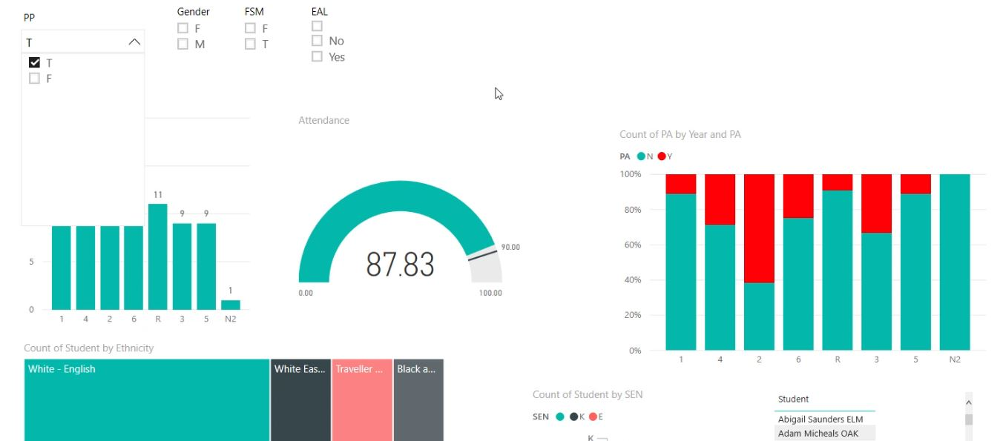 PP
T
T
F
Gender
F
M
FSM
F
T
EAL
No
Yes
11
9
9
1
5
0
1 4 2 6 R 3 5 N2
Attendance
87.83
90.00
0.00
100.00
Count of PA by Year and PA
PA N Y
100%
80%
60%
40%
20%
0%
1 4 2 6 R 3 5 N2
Count of Student by Ethnicity
White - English
White Eas...
Traveller ...
Black a...
Count of Student by SEN
SEN K E
K
Student
Abigail Saunders ELM
Adam Micheals OAK